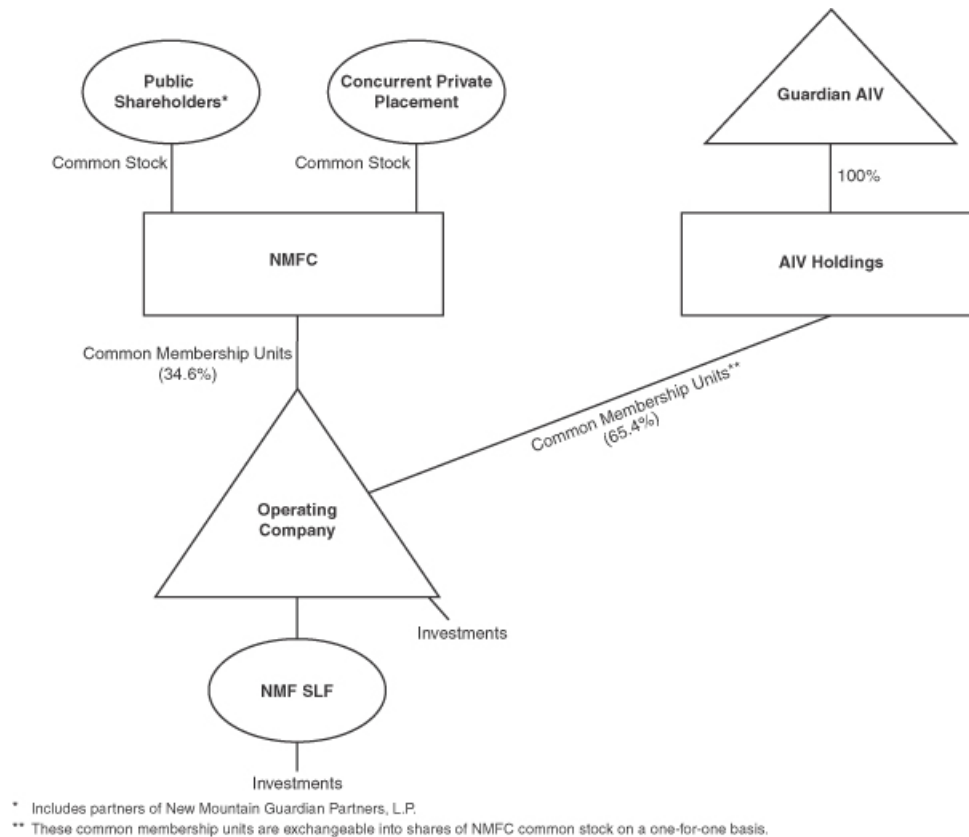 Public
Shareholders*
Concurrent Private
Placement
Guardian AIV
Common Stock
Common Stock
100%
NMFC
AIV Holdings
Common Membership Units
(34.6%)
Common Membership Units**
(65.4%)
Operating
Company
Investments
NMF SLF
Investments
* Includes partners of New Mountain Guardian Partners, L.P.
** These common membership units are exchangeable into shares of NMFC common stock on a one-for-one basis.